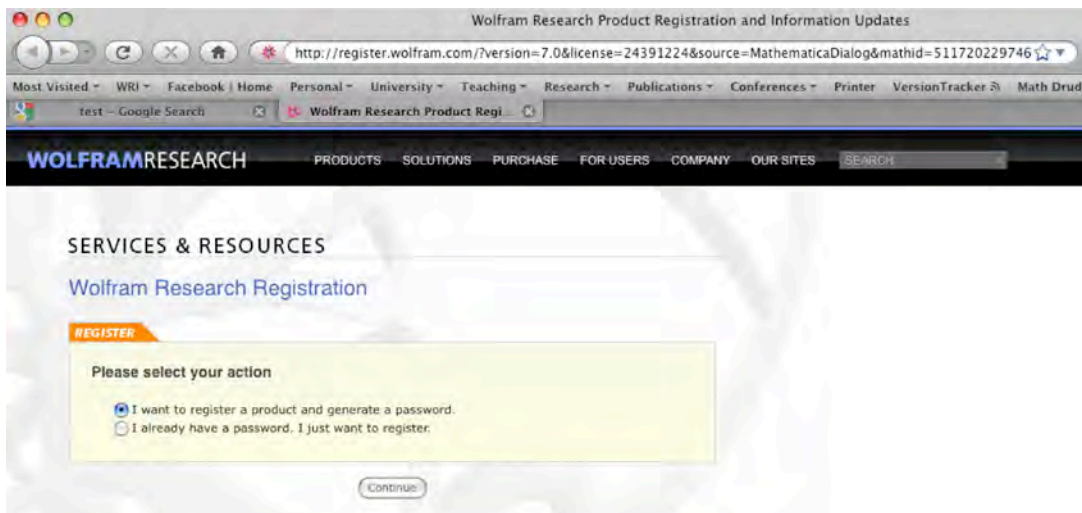 Wolfram Research Product Registration and Information Updates
http://register.wolfram.com/?version=7.0&license=24391224&source=MathematicaDialog&mathid=511720229746
Most Visited WRI Facebook | Home Personal University Teaching Research Publications Conferences Printer VersionTracker Math Drud
test - Google Search Wolfram Research Product Regi...
WOLFRAMRESEARCH PRODUCTS SOLUTIONS PURCHASE FOR USERS COMPANY OUR SITES SEARCH
SERVICES & RESOURCES
Wolfram Research Registration
REGISTER
Please select your action
I want to register a product and generate a password.
I already have a password. I just want to register.
Continue